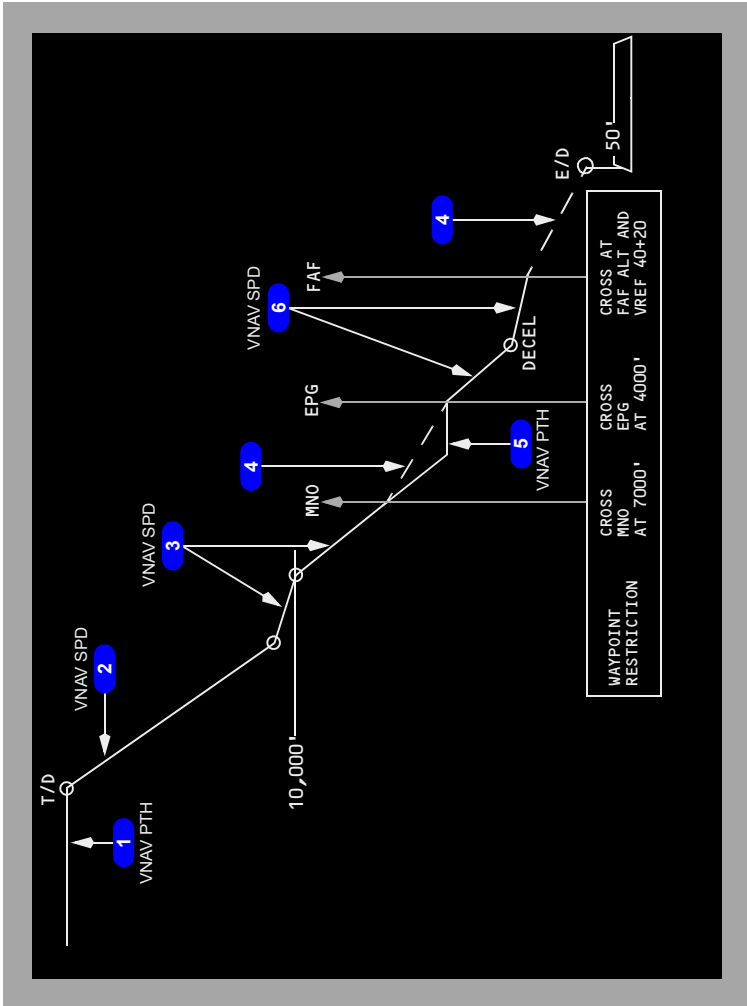 T/D
1
VNAV PTH
VNAV SPD
2
10,000'
VNAV SPD
3
MNO
4
5
VNAV PTH
EPG
VNAV SPD
6
DECEL
FAF
4
E/D
50'
WAYPOINT
RESTRICTION
CROSS
MNO
AT 7000'
CROSS
EPG
AT 4000'
CROSS AT
FAF ALT AND
VREF 40+20